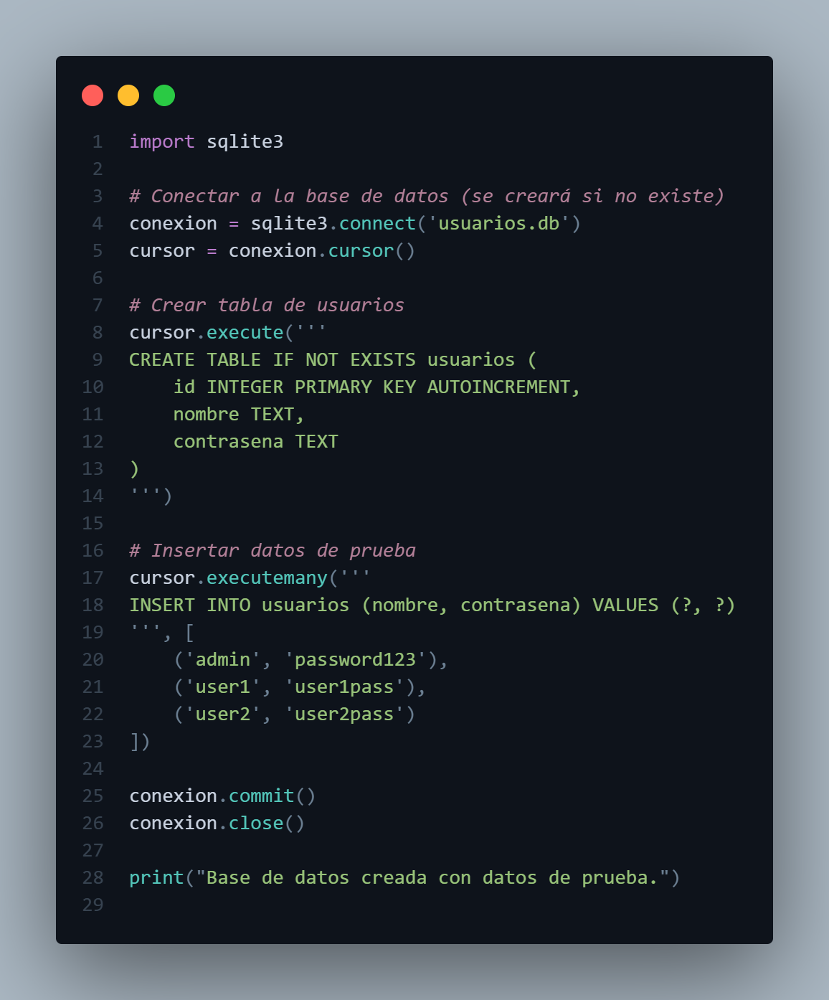 1 import sqlite3
2
3 # Conectar a la base de datos (se creará si no existe)
4 conexion = sqlite3.connect('usuarios.db')
5 cursor = conexion.cursor()
6
7 # Crear tabla de usuarios
8 cursor.execute('''
9 CREATE TABLE IF NOT EXISTS usuarios (
10     id INTEGER PRIMARY KEY AUTOINCREMENT,
11     nombre TEXT,
12     contrasena TEXT
13 )
14 ''')
15
16 # Insertar datos de prueba
17 cursor.executemany('''
18 INSERT INTO usuarios (nombre, contrasena) VALUES (?, ?)
19 ''', [
20     ('admin', 'password123'),
21     ('user1', 'user1pass'),
22     ('user2', 'user2pass')
23 ])
24
25 conexion.commit()
26 conexion.close()
27
28 print("Base de datos creada con datos de prueba.")
29